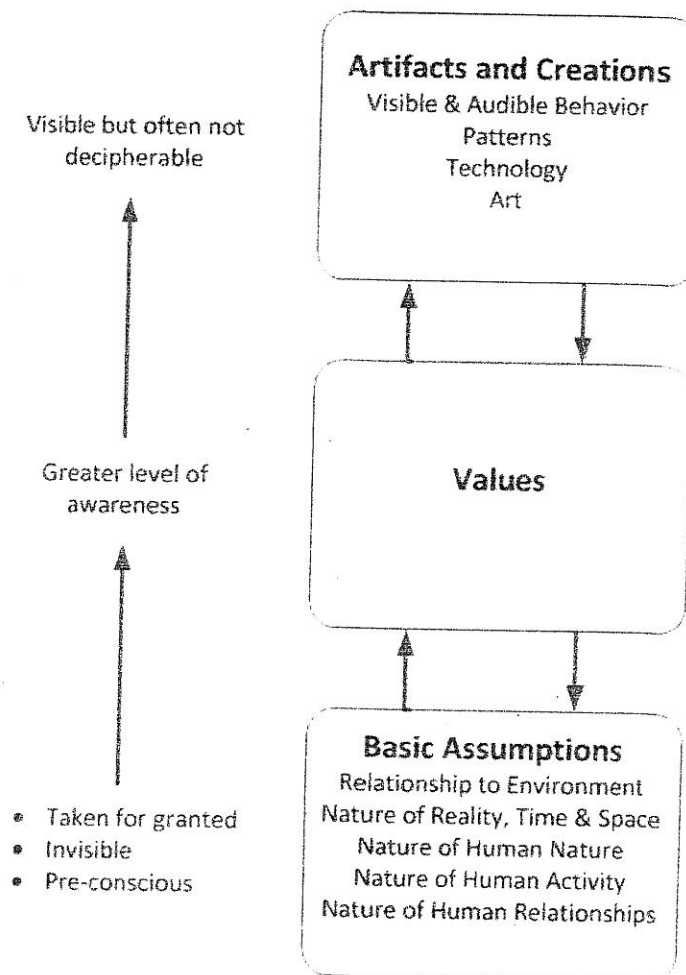 Artifacts and Creations
Visible & Audible Behavior
Patterns
Technology
Art
Visible but often not
decipherable
Values
Greater level of
awareness
Basic Assumptions
Relationship to Environment
Nature of Reality, Time & Space
Nature of Human Nature
Nature of Human Activity
Nature of Human Relationships
• Taken for granted
• Invisible
• Pre-conscious